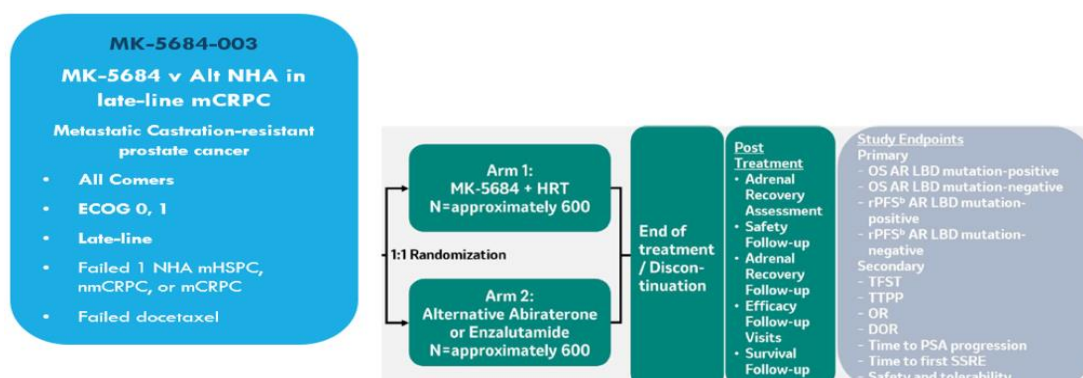 MK-5684-003
MK-5684 v Alt NHA in
late-line mCRPC
Metastatic Castration-resistant
prostate cancer
• All Comers
• ECOG 0, 1
• Late-line
• Failed 1 NHA mHSPC,
nmCRPC, or mCRPC
• Failed docetaxel
1:1 Randomization
Arm 1:
MK-5684 + HRT
N=approximately 600
Arm 2:
Alternative Abiraterone
or Enzalutamide
N=approximately 600
End of
treatment
/ Discon-
tinuation
Post
Treatment
• Adrenal
Recovery
Assessment
• Safety
Follow-up
• Adrenal
Recovery
Follow-up
• Efficacy
Follow-up
Visits
• Survival
Follow-up
Study Endpoints
Primary
- OS AR LBD mutation-positive
- OS AR LBD mutation-negative
- rPFSᵇ AR LBD mutation-
positive
- rPFSᵇ AR LBD mutation-
negative
Secondary
- TFST
- TTPP
- OR
- DOR
- Time to PSA progression
- Time to first SSRE
- Safety and tolerability